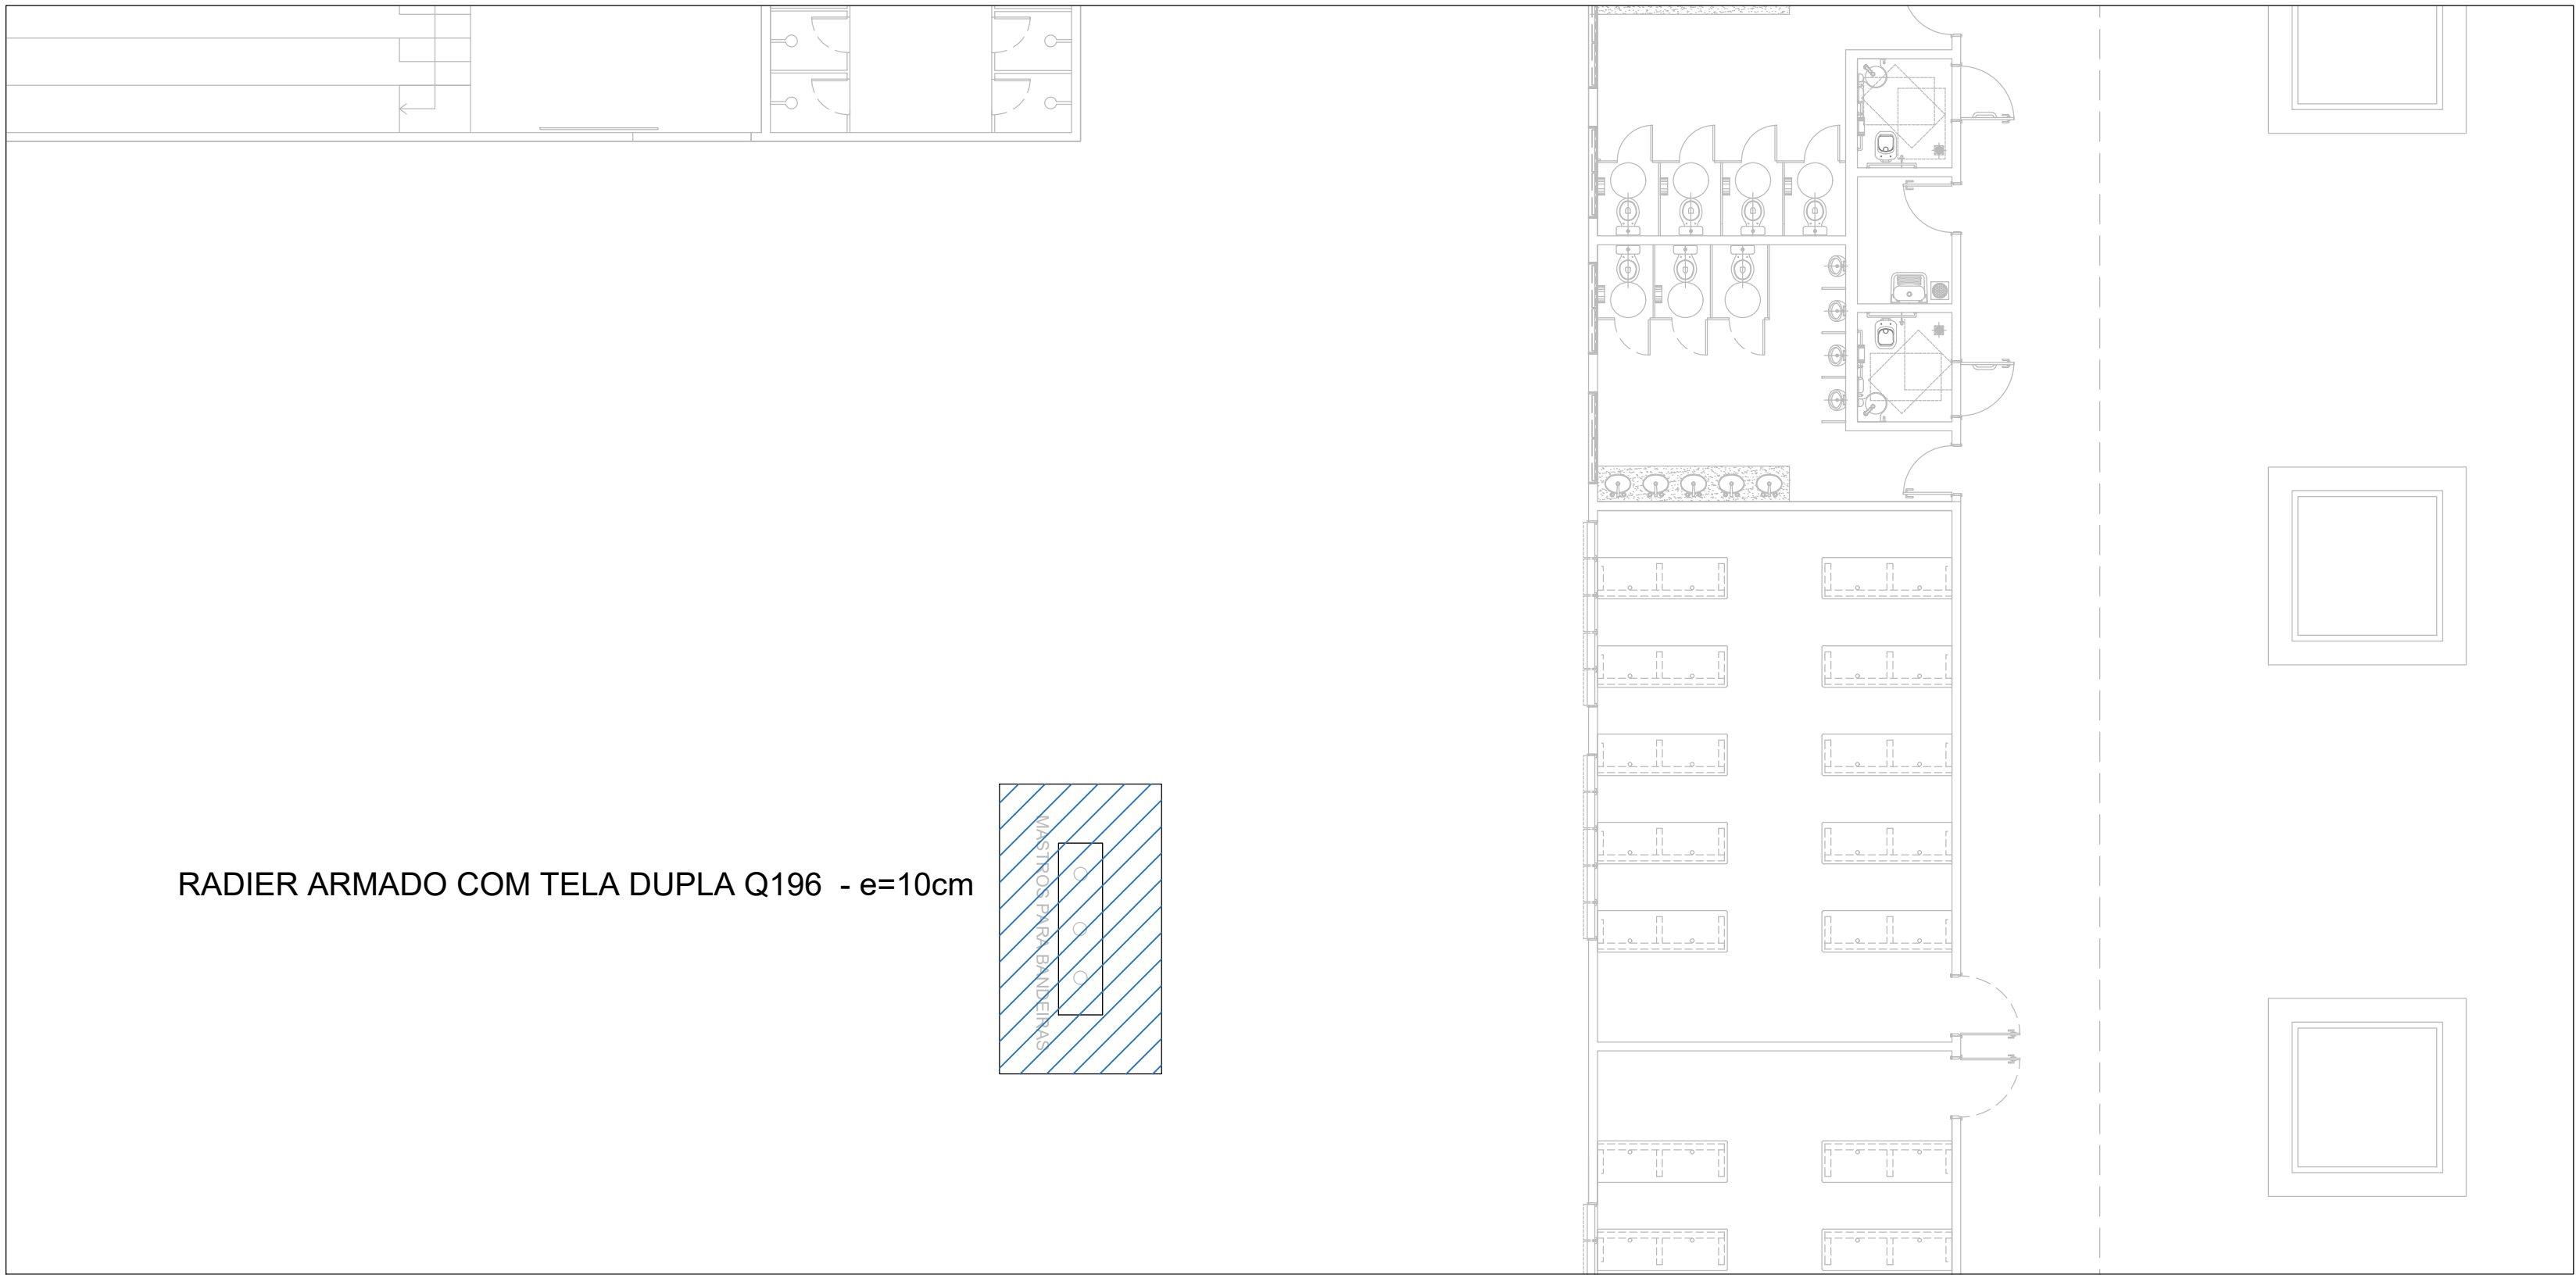 RADIER ARMADO COM TELA DUPLA Q196 - e=10cm
MASTROS PARA BANDEIRAS